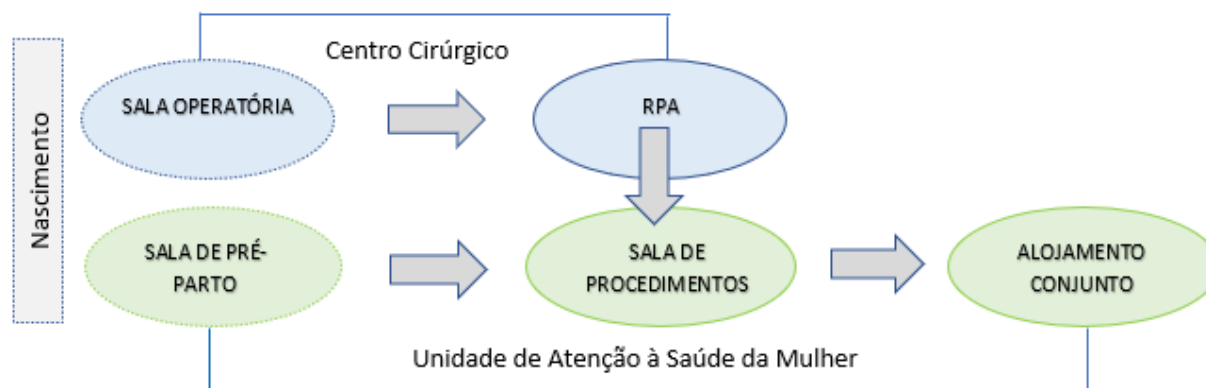 Centro Cirúrgico
Nascimento
SALA OPERATÓRIA
RPA
SALA DE PRÉ-
PARTO
SALA DE
PROCEDIMENTOS
ALOJAMENTO
CONJUNTO
Unidade de Atenção à Saúde da Mulher